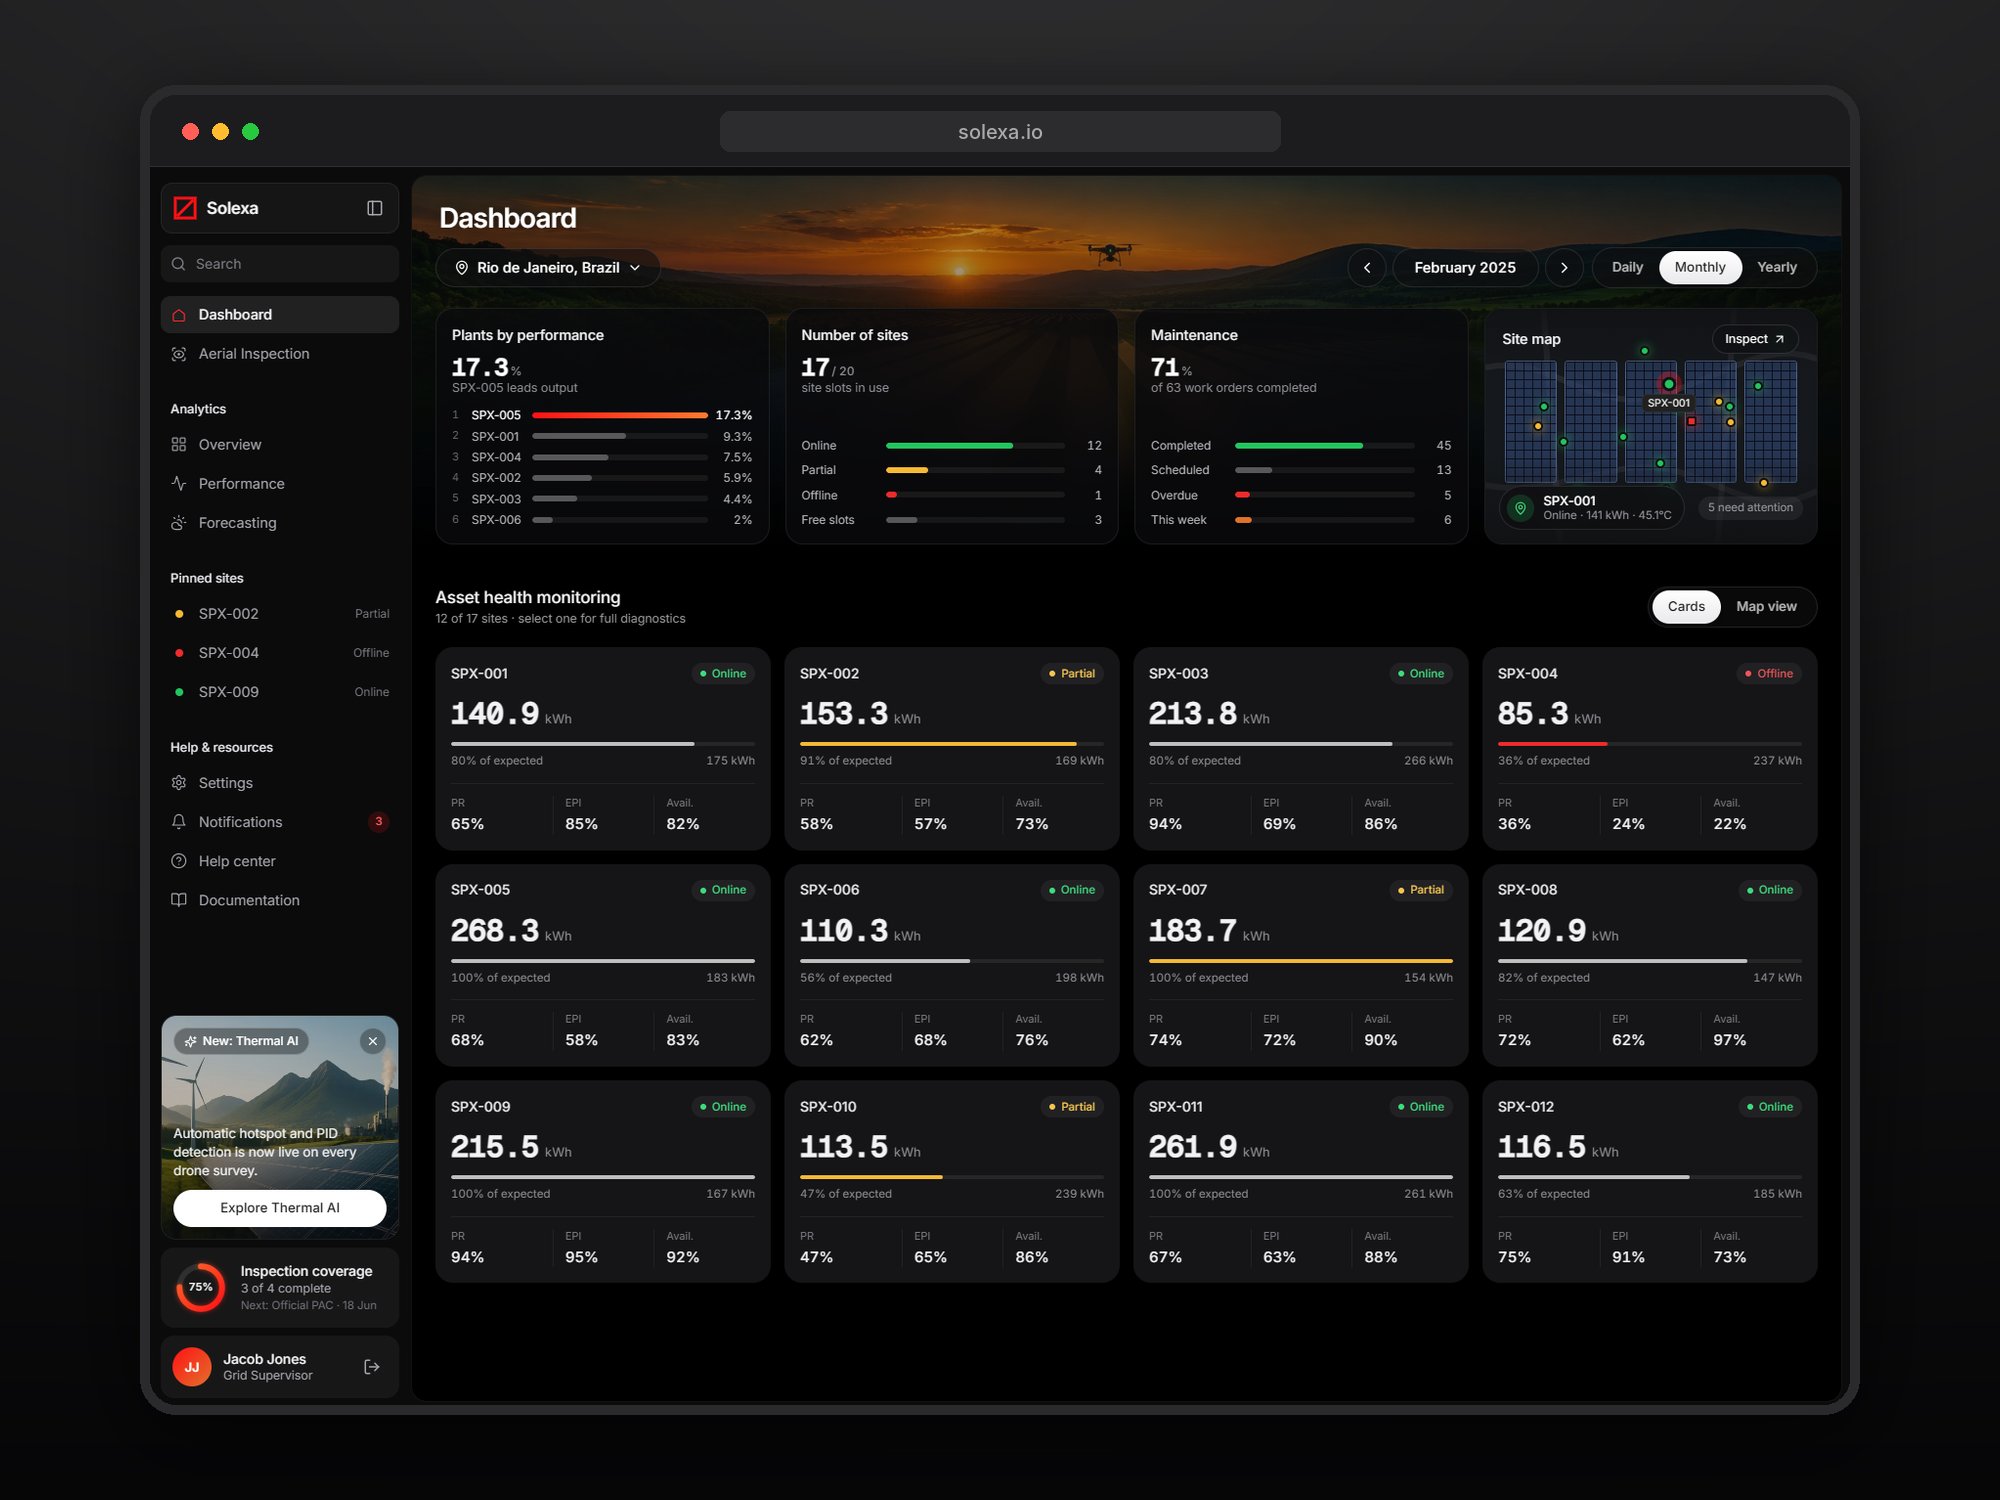 solexa.io
Solexa
Search
Dashboard
Aerial Inspection
Analytics
Overview
Performance
Forecasting
Pinned sites
SPX-002 Partial
SPX-004 Offline
SPX-009 Online
Help & resources
Settings
Notifications 3
Help center
Documentation
New: Thermal AI
Automatic hotspot and PID
detection is now live on every
drone survey.
Explore Thermal AI
75%
Inspection coverage
3 of 4 complete
Next: Official PAC · 18 Jun
JJ
Jacob Jones
Grid Supervisor
Dashboard
Rio de Janeiro, Brazil
February 2025
Daily Monthly Yearly
Plants by performance
17.3%
SPX-005 leads output
1 SPX-005 17.3%
2 SPX-001 9.3%
3 SPX-004 7.5%
4 SPX-002 5.9%
5 SPX-003 4.4%
6 SPX-006 2%
Number of sites
17 / 20
site slots in use
Online 12
Partial 4
Offline 1
Free slots 3
Maintenance
71%
of 63 work orders completed
Completed 45
Scheduled 13
Overdue 5
This week 6
Site map
Inspect
SPX-001
SPX-001
Online · 141 kWh · 45.1°C
5 need attention
Asset health monitoring
12 of 17 sites · select one for full diagnostics
Cards Map view
SPX-001 Online
140.9 kWh
80% of expected 175 kWh
PR EPI Avail.
65% 85% 82%
SPX-002 Partial
153.3 kWh
91% of expected 169 kWh
PR EPI Avail.
58% 57% 73%
SPX-003 Online
213.8 kWh
80% of expected 266 kWh
PR EPI Avail.
94% 69% 86%
SPX-004 Offline
85.3 kWh
36% of expected 237 kWh
PR EPI Avail.
36% 24% 22%
SPX-005 Online
268.3 kWh
100% of expected 183 kWh
PR EPI Avail.
68% 58% 83%
SPX-006 Online
110.3 kWh
56% of expected 198 kWh
PR EPI Avail.
62% 68% 76%
SPX-007 Partial
183.7 kWh
100% of expected 154 kWh
PR EPI Avail.
74% 72% 90%
SPX-008 Online
120.9 kWh
82% of expected 147 kWh
PR EPI Avail.
72% 62% 97%
SPX-009 Online
215.5 kWh
100% of expected 167 kWh
PR EPI Avail.
94% 95% 92%
SPX-010 Partial
113.5 kWh
47% of expected 239 kWh
PR EPI Avail.
47% 65% 86%
SPX-011 Online
261.9 kWh
100% of expected 261 kWh
PR EPI Avail.
67% 63% 88%
SPX-012 Online
116.5 kWh
63% of expected 185 kWh
PR EPI Avail.
75% 91% 73%